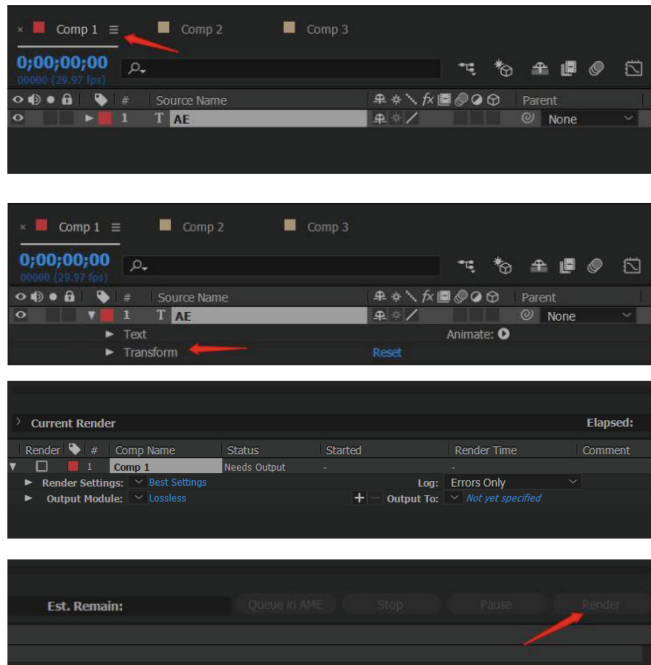 Comp 1 Comp 2 Comp 3
0;00;00;00
00000 (29.97 fps)
# Source Name Parent
1 T AE None
Comp 1 Comp 2 Comp 3
0;00;00;00
00000 (29.97 fps)
# Source Name Parent
1 T AE None
Text Animate:
Transform Reset
Current Render Elapsed:
Render # Comp Name Status Started Render Time Comment
1 Comp 1 Needs Output - -
Render Settings: Best Settings Log: Errors Only
Output Module: Lossless + Output To: Not yet specified
Est. Remain: Queue in AME Stop Pause Render